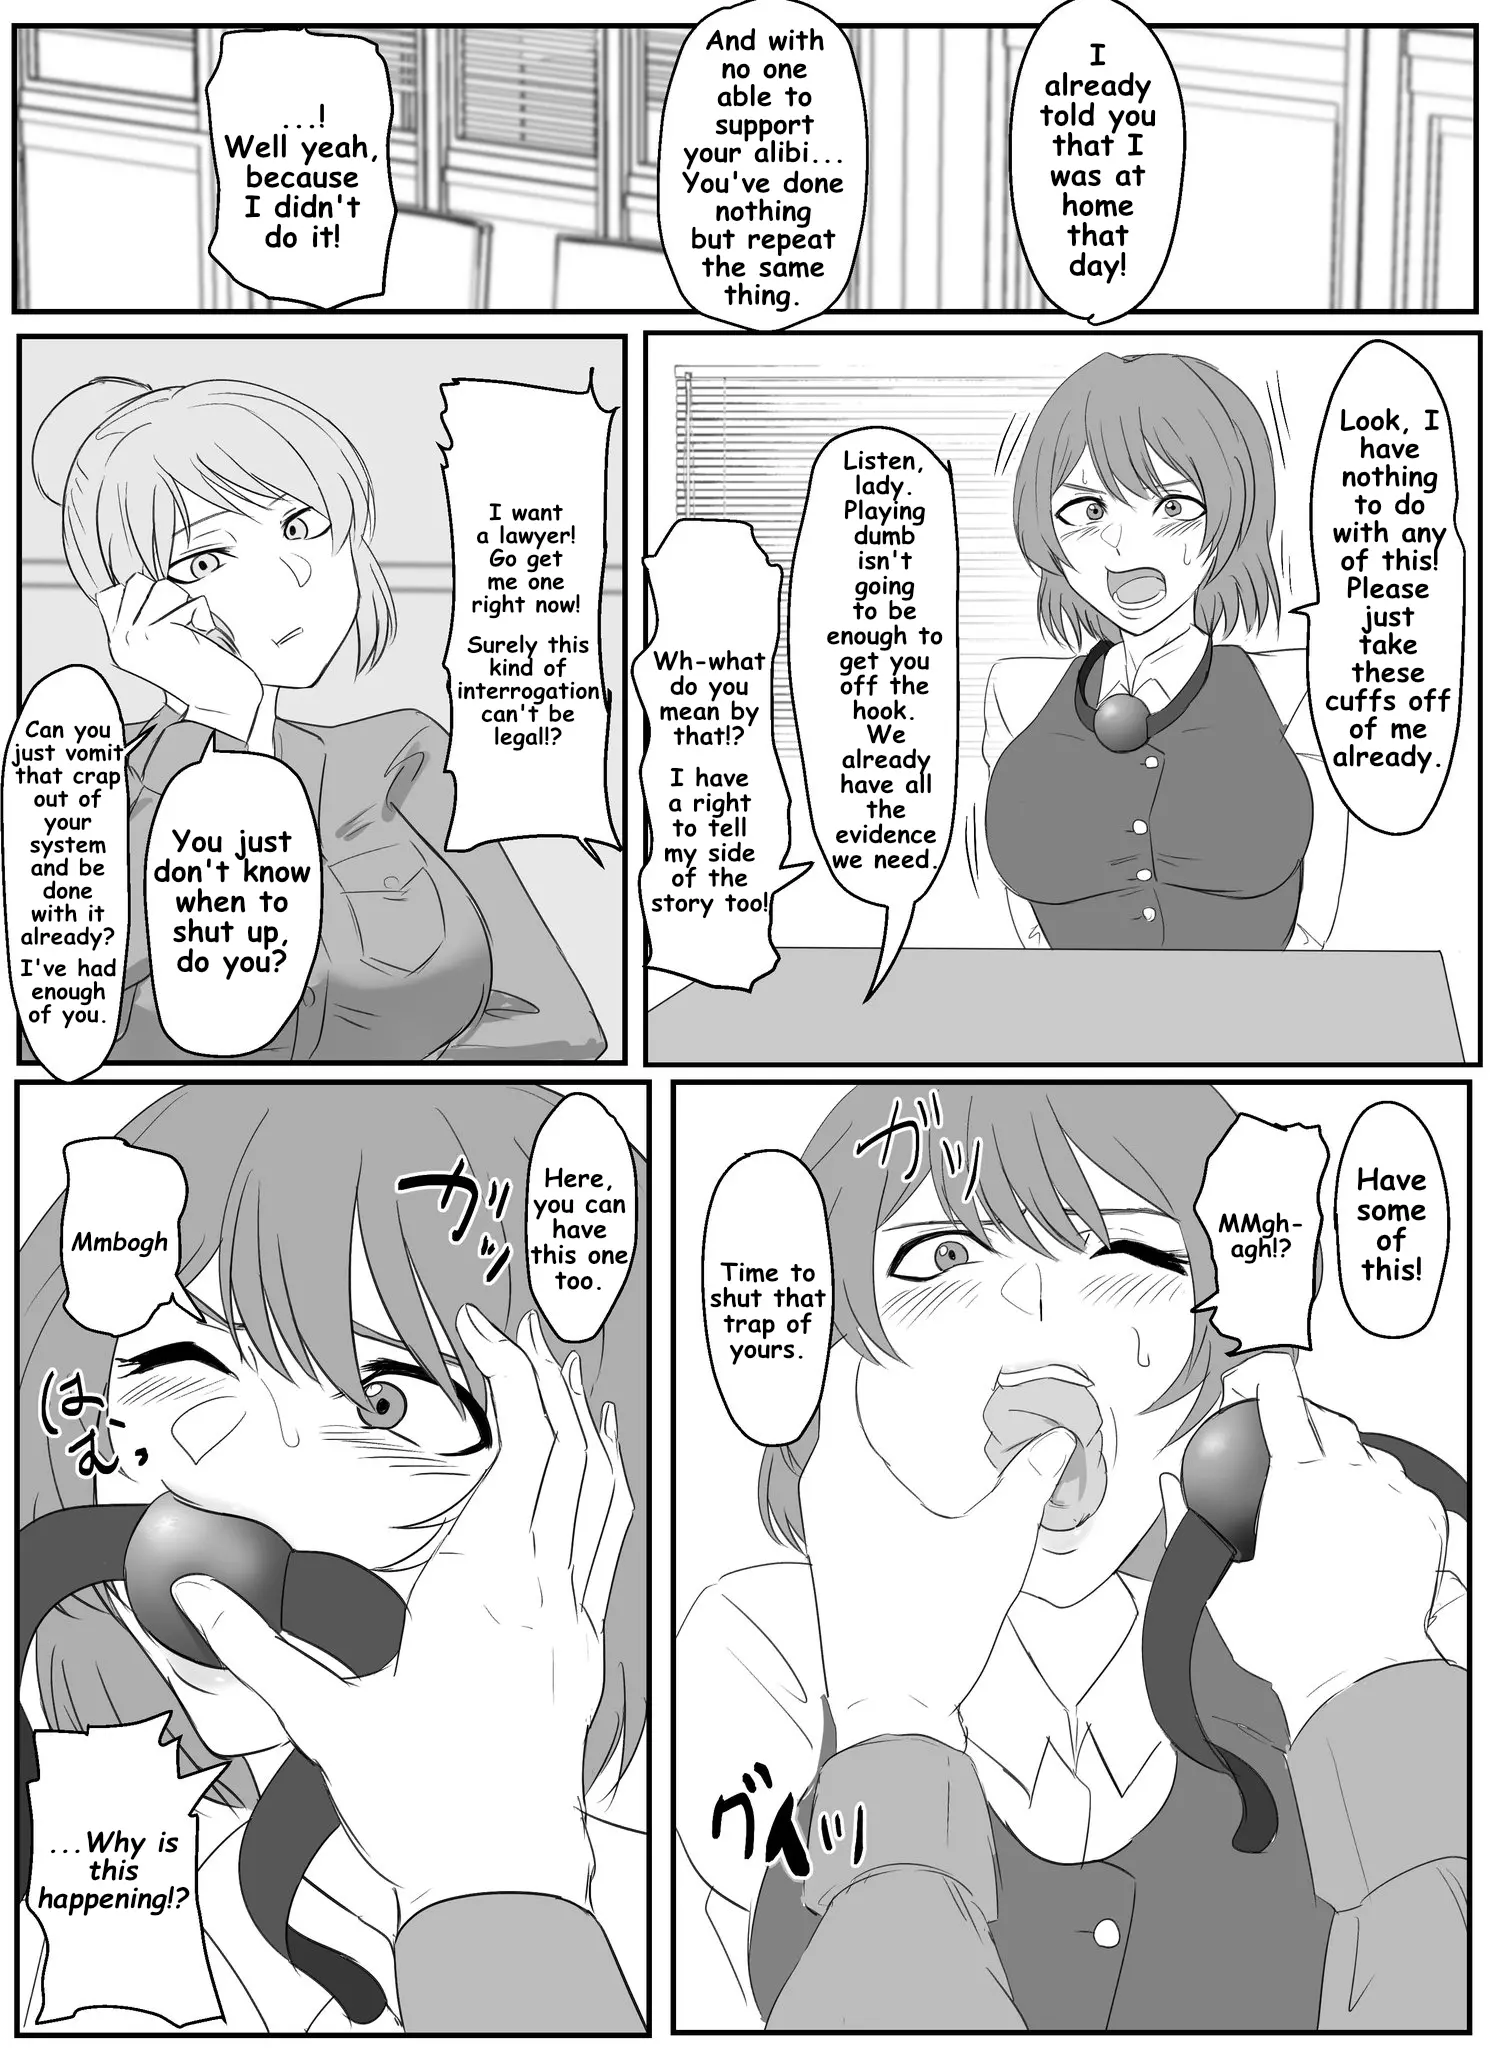 I
already
told you
that I
was at
home
that
day!
And with
no one
able to
support
your alibi...
You've done
nothing
but repeat
the same
thing.
...!
Well yeah,
because
I didn't
do it!
Look, I
have
nothing
to do
with any
of this!
Please
just
take
these
cuffs off
of me
already.
Listen,
lady.
Playing
dumb
isn't
going
to be
enough to
get you
off the
hook.
We
already
have all
the
evidence
we need.
Wh-what
do you
mean by
that!?
I have
a right
to tell
my side
of the
story too!
I want
a lawyer!
Go get
me one
right now!
Surely this
kind of
interrogation
can't be
legal!?
You just
don't know
when to
shut up,
do you?
Can you
just vomit
that crap
out of
your
system
and be
done
with it
already?
I've had
enough
of you.
Have
some
of
this!
MMgh-
agh!?
ガッ
Time to
shut that
trap of
yours.
グイッ
Here,
you can
have
this one
too.
ガッ
Mmbogh
はむっ
...Why is
this
happening!?